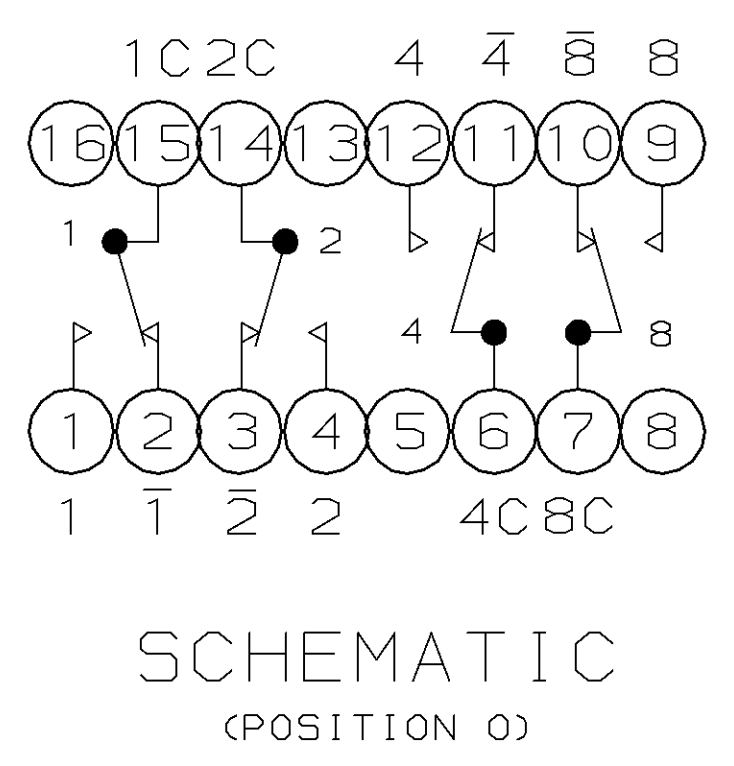 1C 2C 4 4̅ 8̅ 8
16 15 14 13 12 11 10 9
1 2
4 8
1 2 3 4 5 6 7 8
1 1̅ 2̅ 2 4C 8C
SCHEMATIC
(POSITION 0)